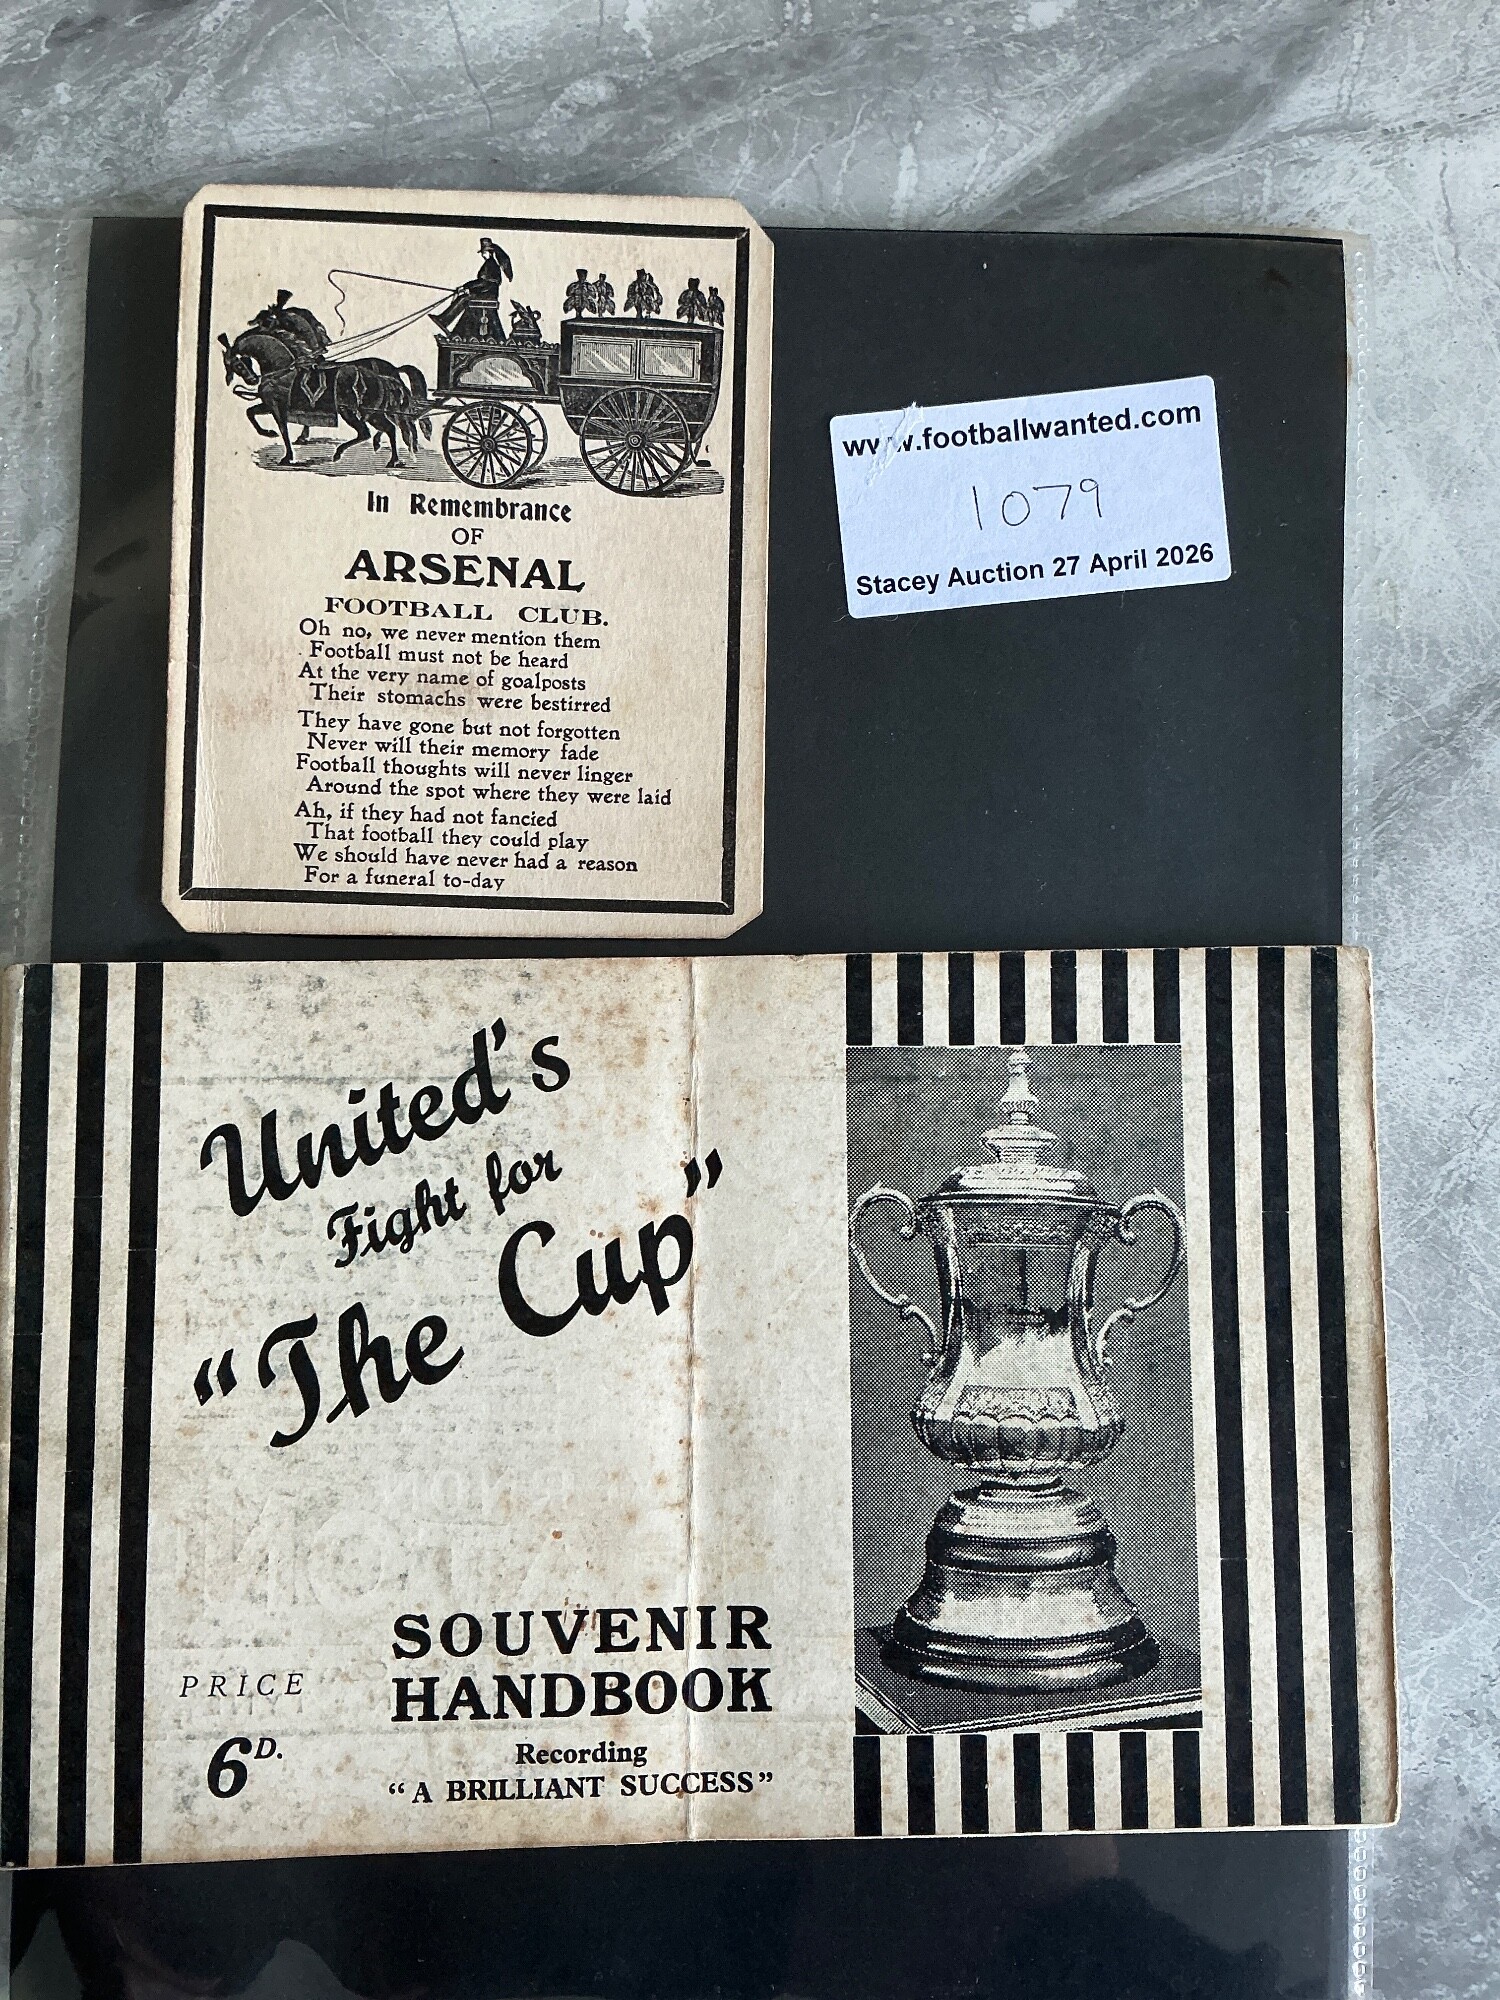 In Remembrance
OF
ARSENAL
FOOTBALL CLUB.
Oh no, we never mention them
Football must not be heard
At the very name of goalposts
Their stomachs were bestirred
They have gone but not forgotten
Never will their memory fade
Football thoughts will never linger
Around the spot where they were laid
Ah, if they had not fancied
That football they could play
We should have never had a reason
For a funeral to-day
www.footballwanted.com
1079
Stacey Auction 27 April 2026
United's
Fight for
"The Cup"
SOUVENIR
HANDBOOK
PRICE
6D.
Recording
"A BRILLIANT SUCCESS"